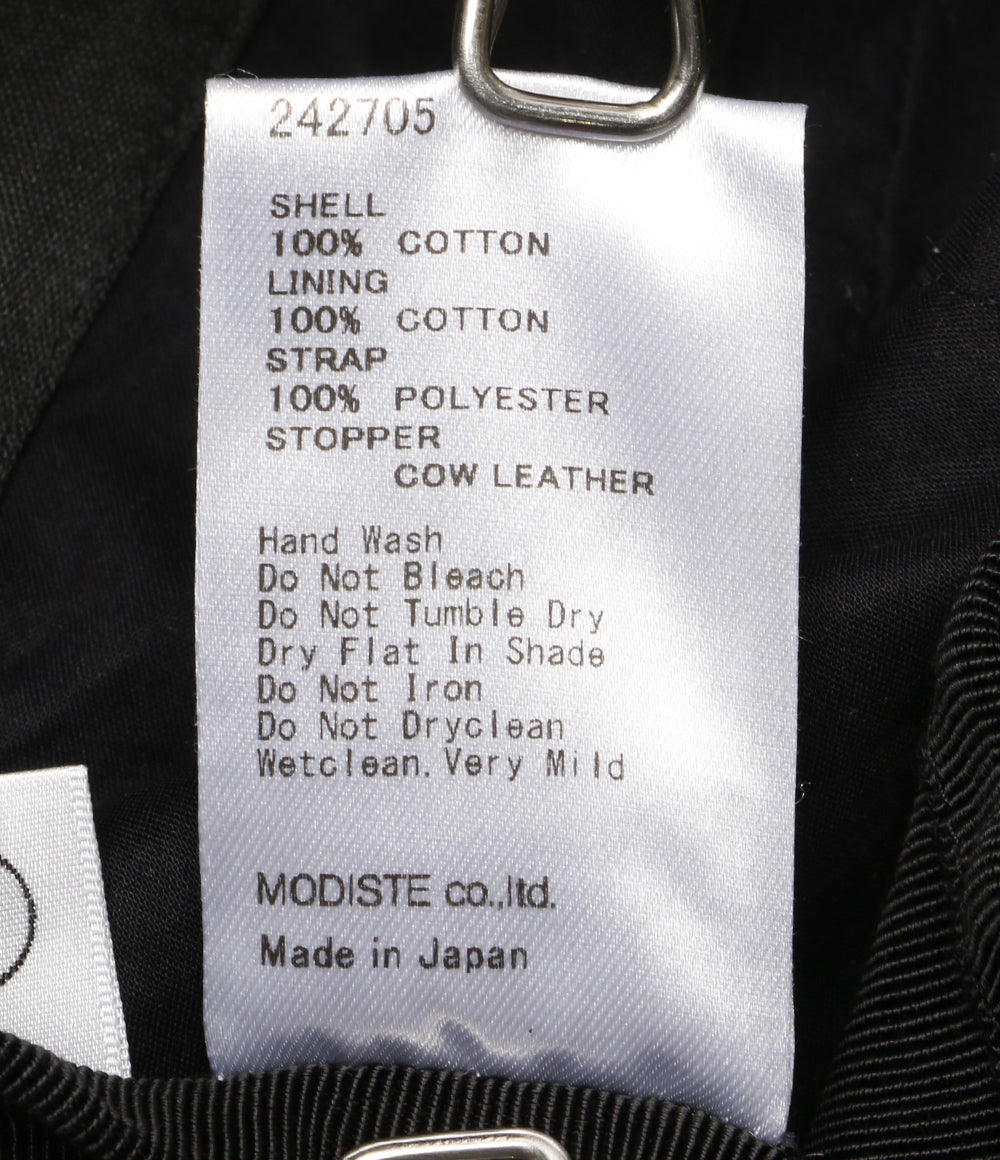 242705
SHELL
100% COTTON
LINING
100% COTTON
STRAP
100% POLYESTER
STOPPER
COW LEATHER
Hand Wash
Do Not Bleach
Do Not Tumble Dry
Dry Flat In Shade
Do Not Iron
Do Not Dryclean
Wetclean. Very Mild
MODISTE co.,ltd.
Made in Japan